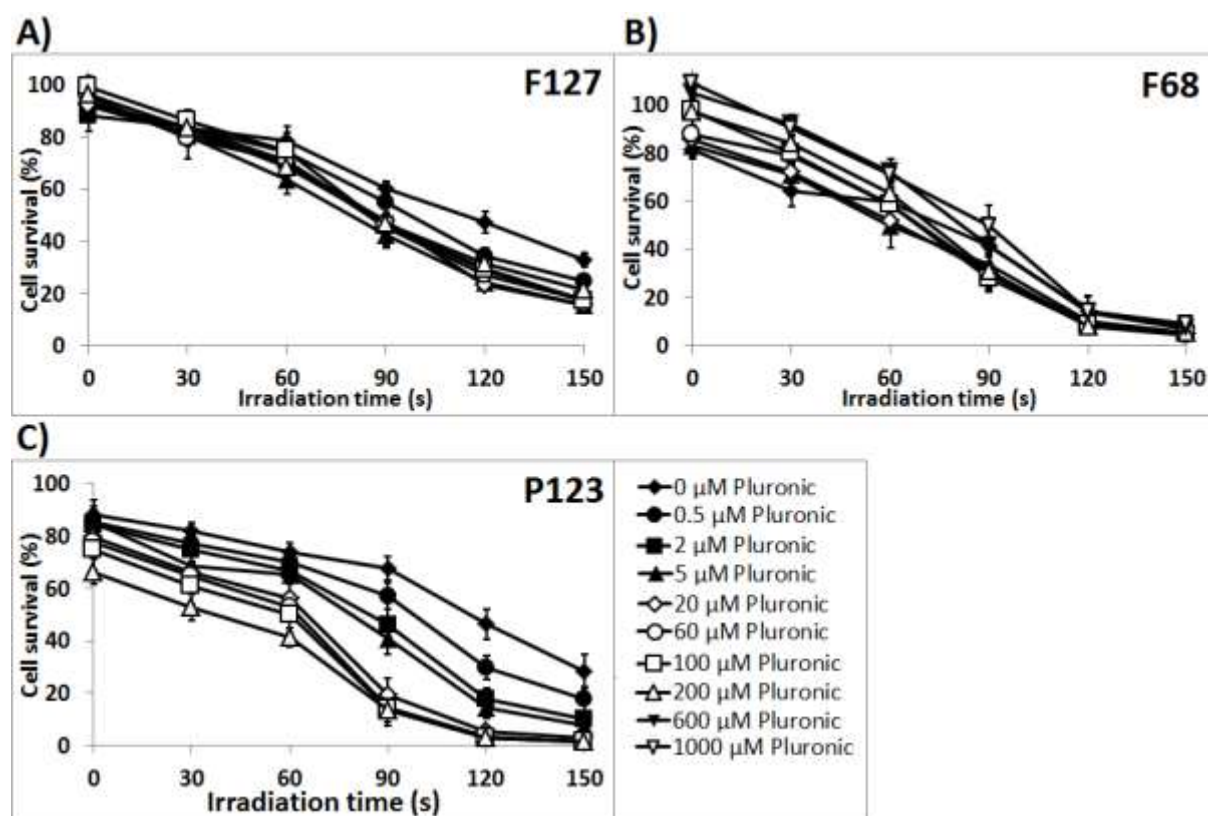 A)
F127
Cell survival (%)
100
80
60
40
20
0
0 30 60 90 120 150
Irradiation time (s)
B)
F68
Cell survival (%)
100
80
60
40
20
0
0 30 60 90 120 150
Irradiation time (s)
C)
P123
Cell survival (%)
100
80
60
40
20
0
0 30 60 90 120 150
Irradiation time (s)
0 µM Pluronic
0.5 µM Pluronic
2 µM Pluronic
5 µM Pluronic
20 µM Pluronic
60 µM Pluronic
100 µM Pluronic
200 µM Pluronic
600 µM Pluronic
1000 µM Pluronic